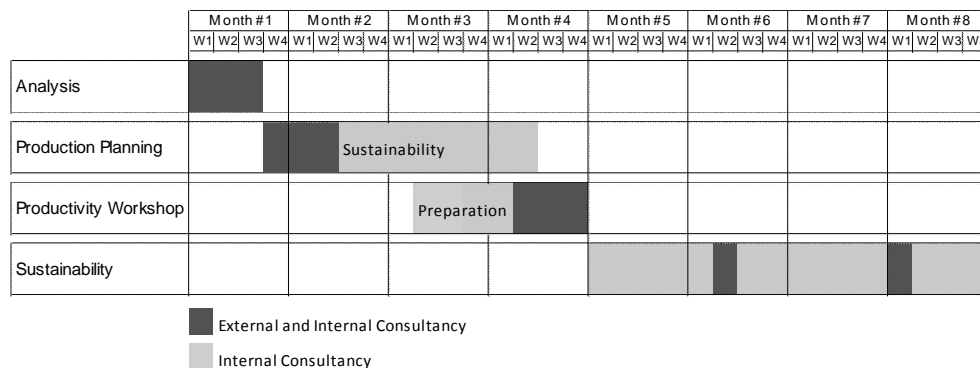 Month #1 Month #2 Month #3 Month #4 Month #5 Month #6 Month #7 Month #8
W1 W2 W3 W4 W1 W2 W3 W4 W1 W2 W3 W4 W1 W2 W3 W4 W1 W2 W3 W4 W1 W2 W3 W4 W1 W2 W3 W4 W1 W2 W3 W
Analysis
Production Planning Sustainability
Productivity Workshop Preparation
Sustainability
External and Internal Consultancy
Internal Consultancy